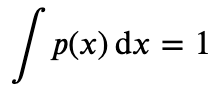 ∫ p(x) dx = 1